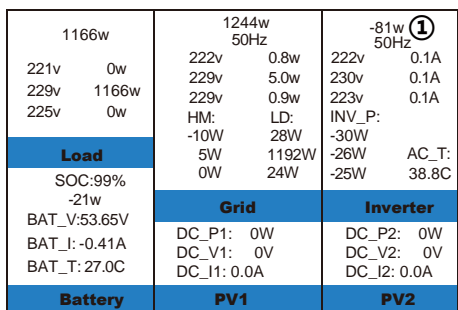 1166w
221v 0w
229v 1166w
225v 0w
Load
SOC:99%
-21w
BAT_V:53.65V
BAT_I: -0.41A
BAT_T: 27.0C
Battery
1244w
50Hz
222v 0.8w
229v 5.0w
229v 0.9w
HM: LD:
-10W 28W
5W 1192W
0W 24W
Grid
DC_P1: 0W
DC_V1: 0V
DC_I1: 0.0A
PV1
-81w ①
50Hz
222v 0.1A
230v 0.1A
223v 0.1A
INV_P:
-30W
-26W AC_T:
-25W 38.8C
Inverter
DC_P2: 0W
DC_V2: 0V
DC_I2: 0.0A
PV2